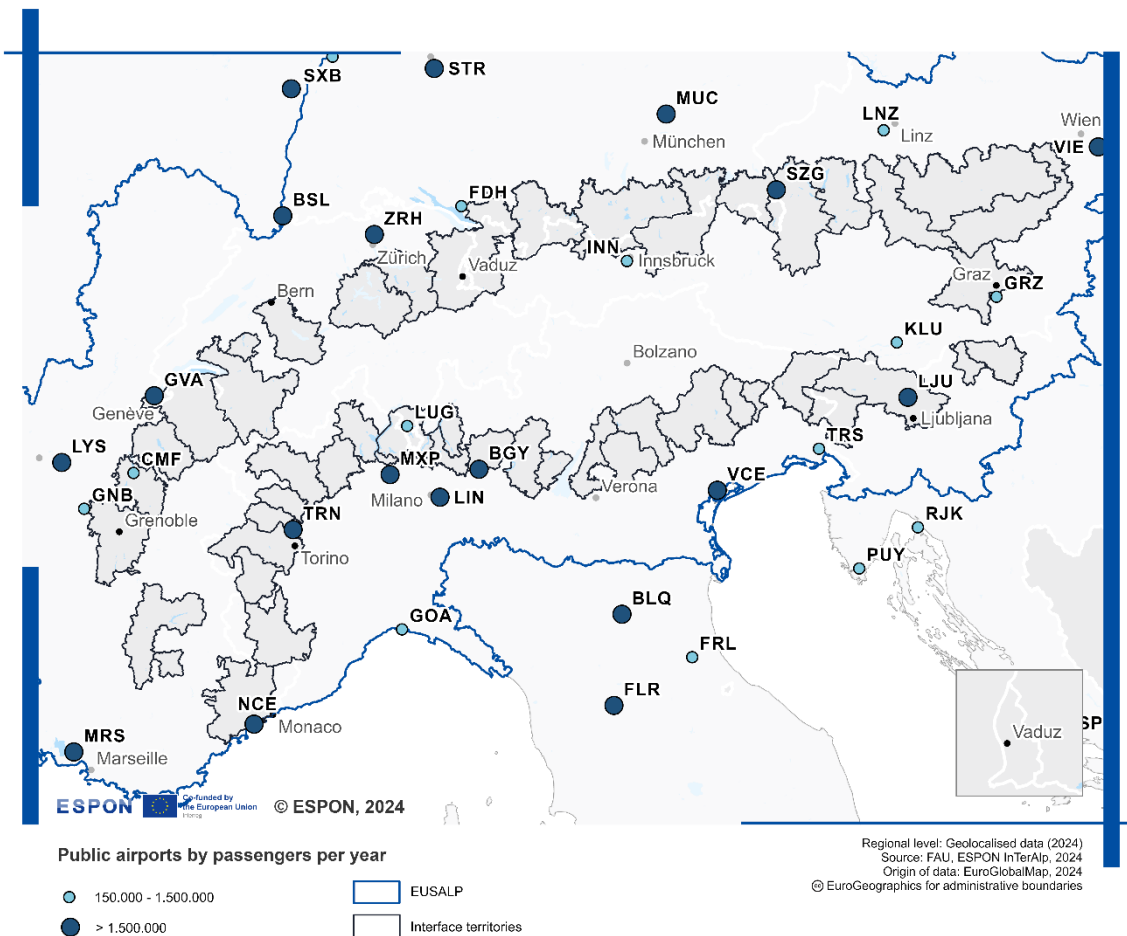 SXB
STR
MUC
LNZ
Linz
Wien
VIE
München
SZG
BSL
FDH
ZRH
Zürich
Vaduz
INN
Innsbruck
Graz
GRZ
Bern
KLU
Bolzano
GVA
Genève
LJU
Ljubljana
LUG
TRS
LYS
CMF
MXP
BGY
VCE
GNB
Milano
LIN
Verona
Grenoble
TRN
Torino
RJK
PUY
GOA
BLQ
FRL
FLR
NCE
Monaco
SP
Vaduz
MRS
Marseille
ESPON
Co-funded by
the European Union
Interreg
© ESPON, 2024
Regional level: Geolocalised data (2024)
Source: FAU, ESPON InTerAlp, 2024
Origin of data: EuroGlobalMap, 2024
cc EuroGeographics for administrative boundaries
Public airports by passengers per year
150.000 - 1.500.000
> 1.500.000
EUSALP
Interface territories